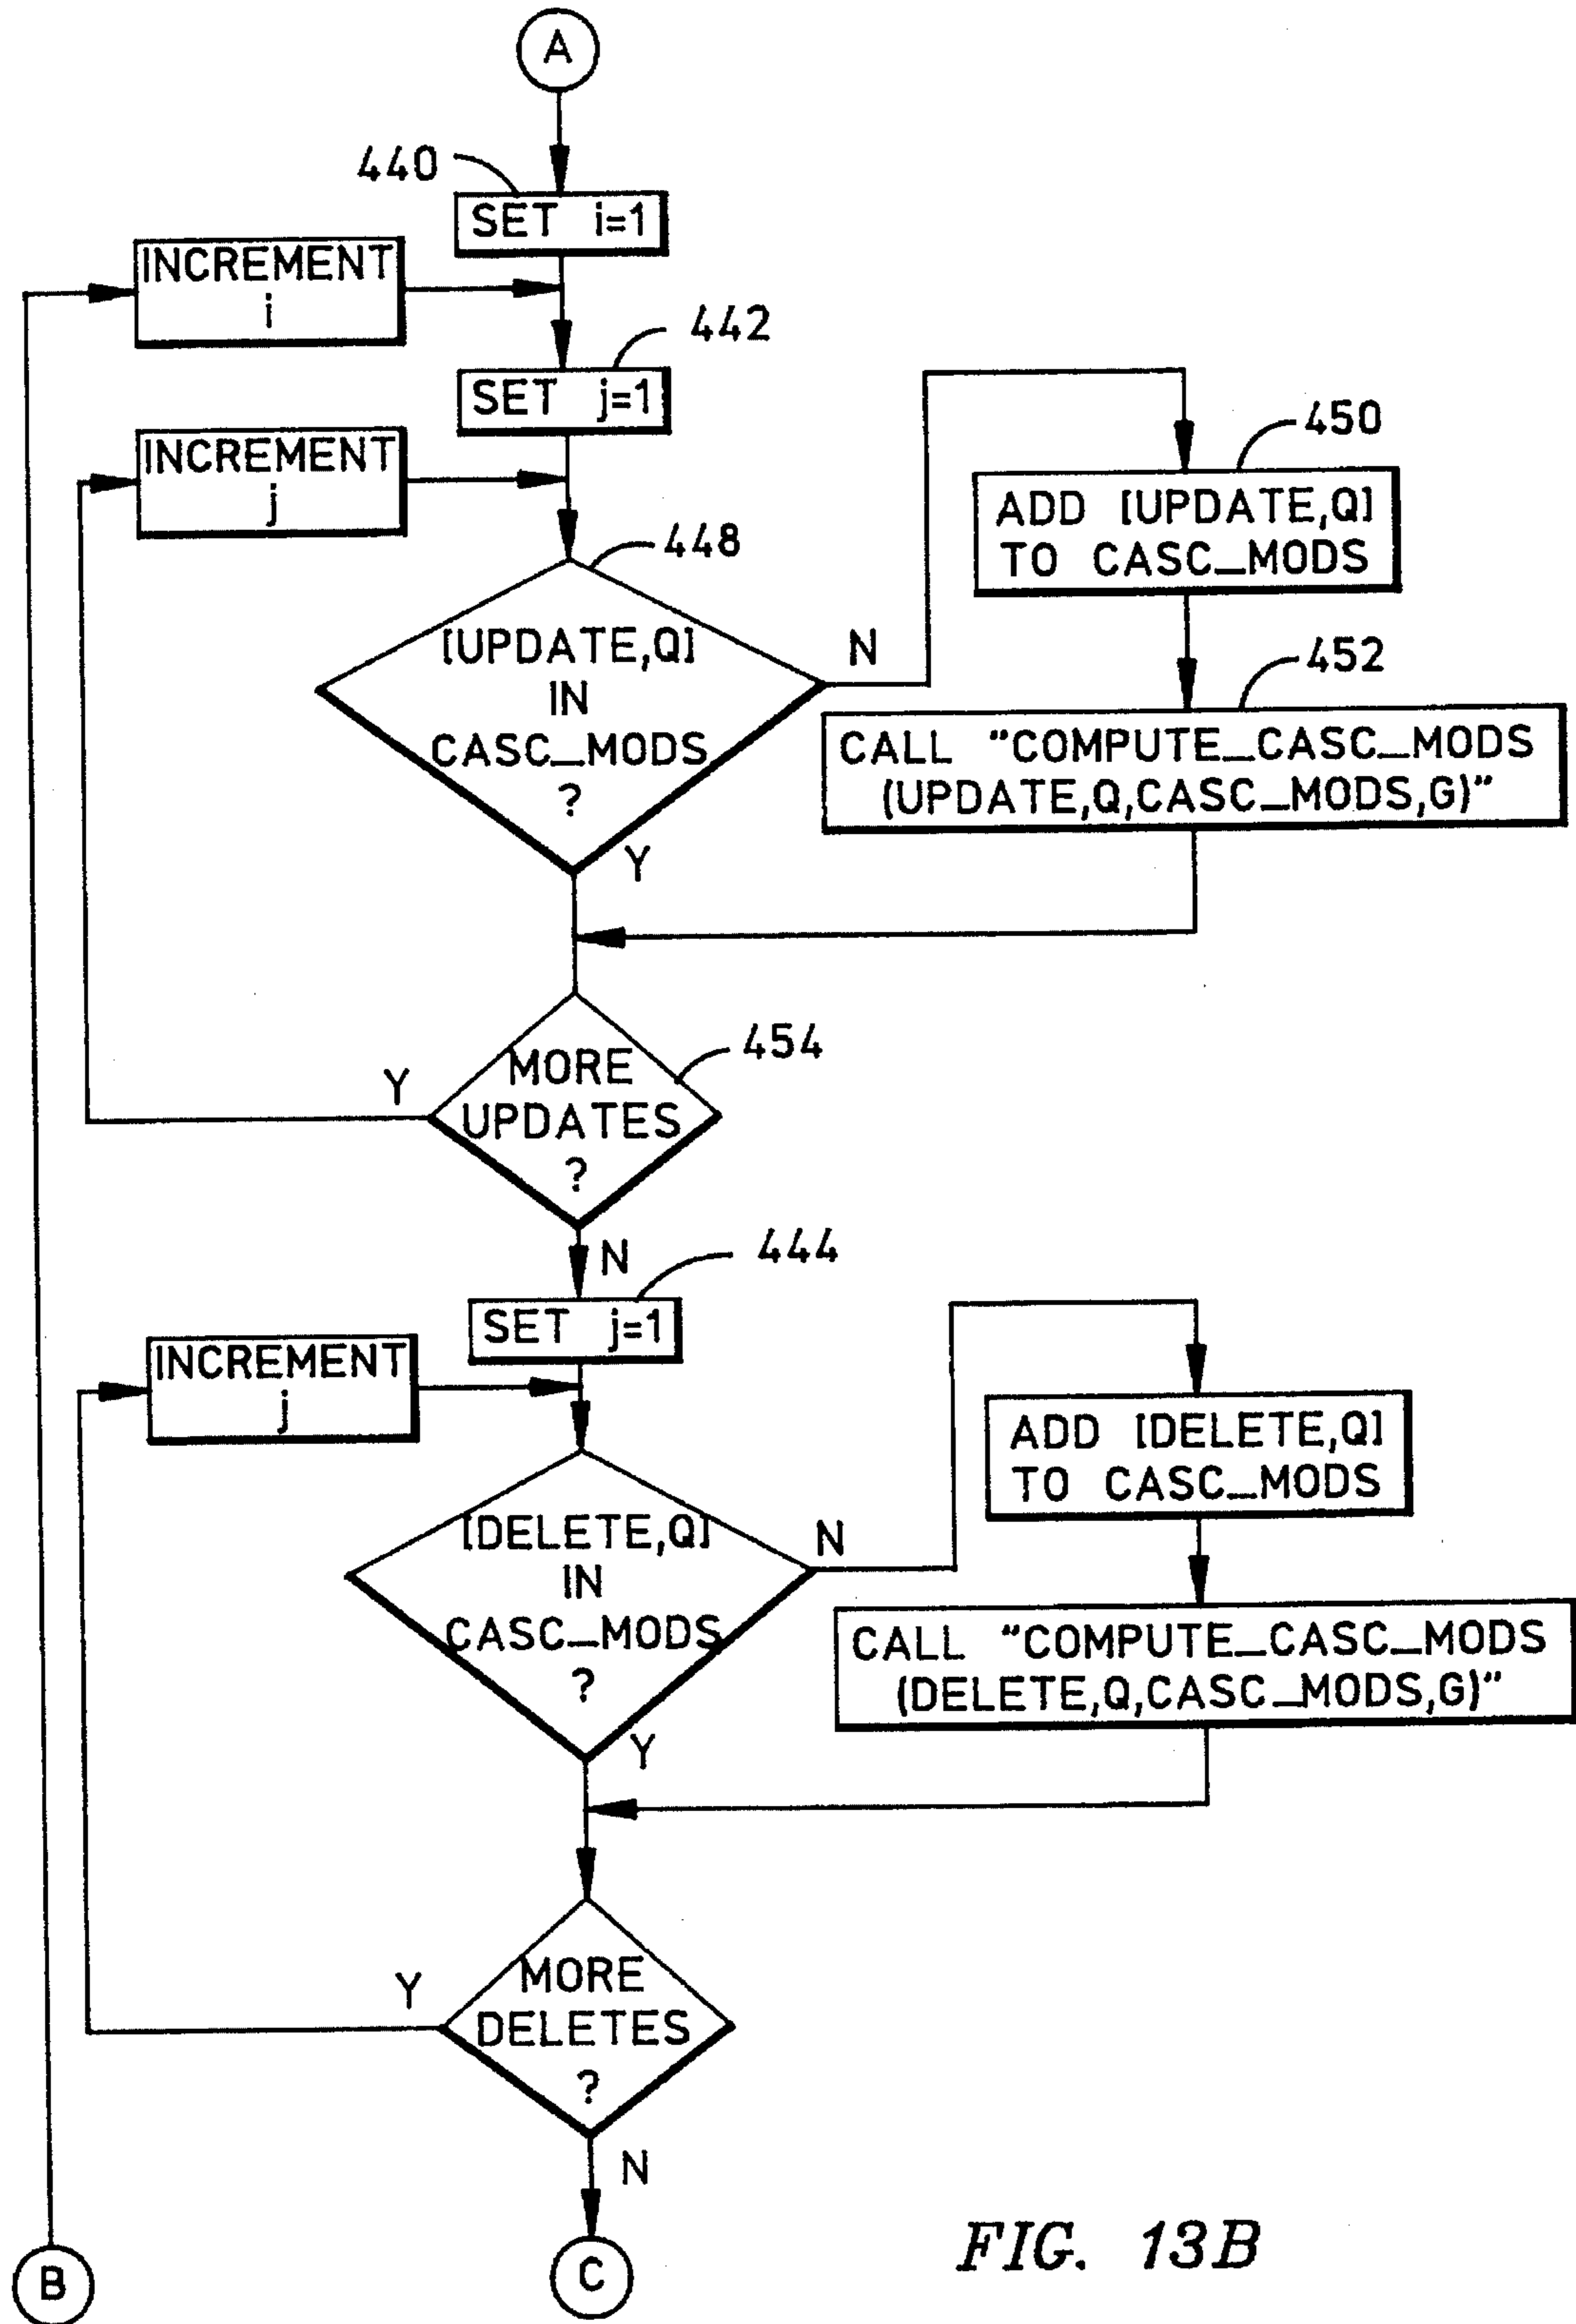 A
440
SET i=1
INCREMENT
i
442
SET j=1
INCREMENT
j
448
[UPDATE,Q]
IN
CASC_MODS
?
N
Y
450
ADD [UPDATE,Q]
TO CASC_MODS
452
CALL "COMPUTE_CASC_MODS
(UPDATE,Q,CASC_MODS,G)"
454
MORE
UPDATES
?
Y
N
444
SET j=1
INCREMENT
j
[DELETE,Q]
IN
CASC_MODS
?
N
Y
ADD [DELETE,Q]
TO CASC_MODS
CALL "COMPUTE_CASC_MODS
(DELETE,Q,CASC_MODS,G)"
MORE
DELETES
?
Y
N
B
C
FIG. 13B